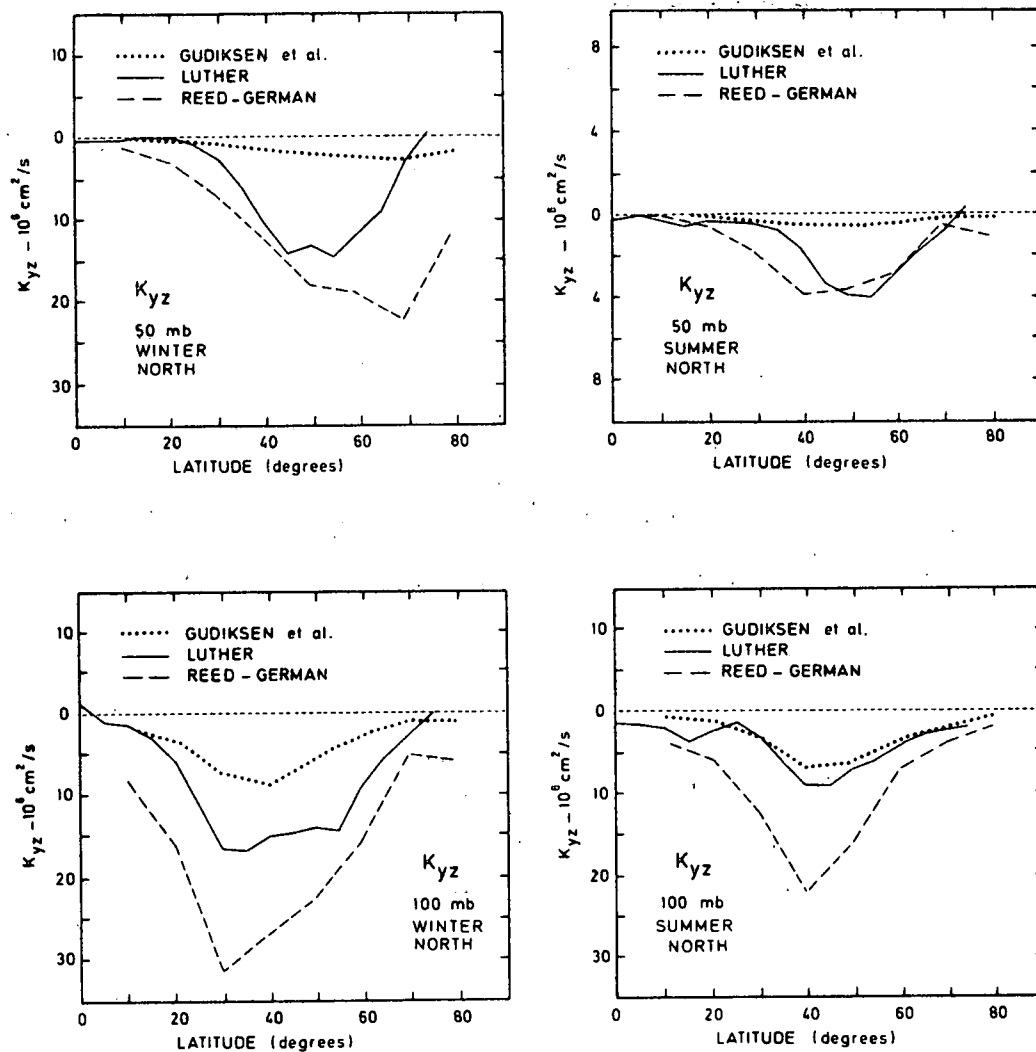 GUDIKSEN et al.
LUTHER
REED-GERMAN
10
0
10
20
30
Kyz - 10⁶ cm²/s
Kyz
50 mb
WINTER
NORTH
0 20 40 60 80
LATITUDE (degrees)
GUDIKSEN et al.
LUTHER
REED-GERMAN
8
4
0
4
8
Kyz - 10⁶ cm²/s
Kyz
50 mb
SUMMER
NORTH
0 20 40 60 80
LATITUDE (degrees)
GUDIKSEN et al.
LUTHER
REED-GERMAN
10
0
10
20
30
Kyz - 10⁶ cm²/s
Kyz
100 mb
WINTER
NORTH
0 20 40 60 80
LATITUDE (degrees)
GUDIKSEN et al.
LUTHER
REED-GERMAN
10
0
10
20
30
Kyz - 10⁶ cm²/s
Kyz
100 mb
SUMMER
NORTH
0 20 40 60 80
LATITUDE (degrees)